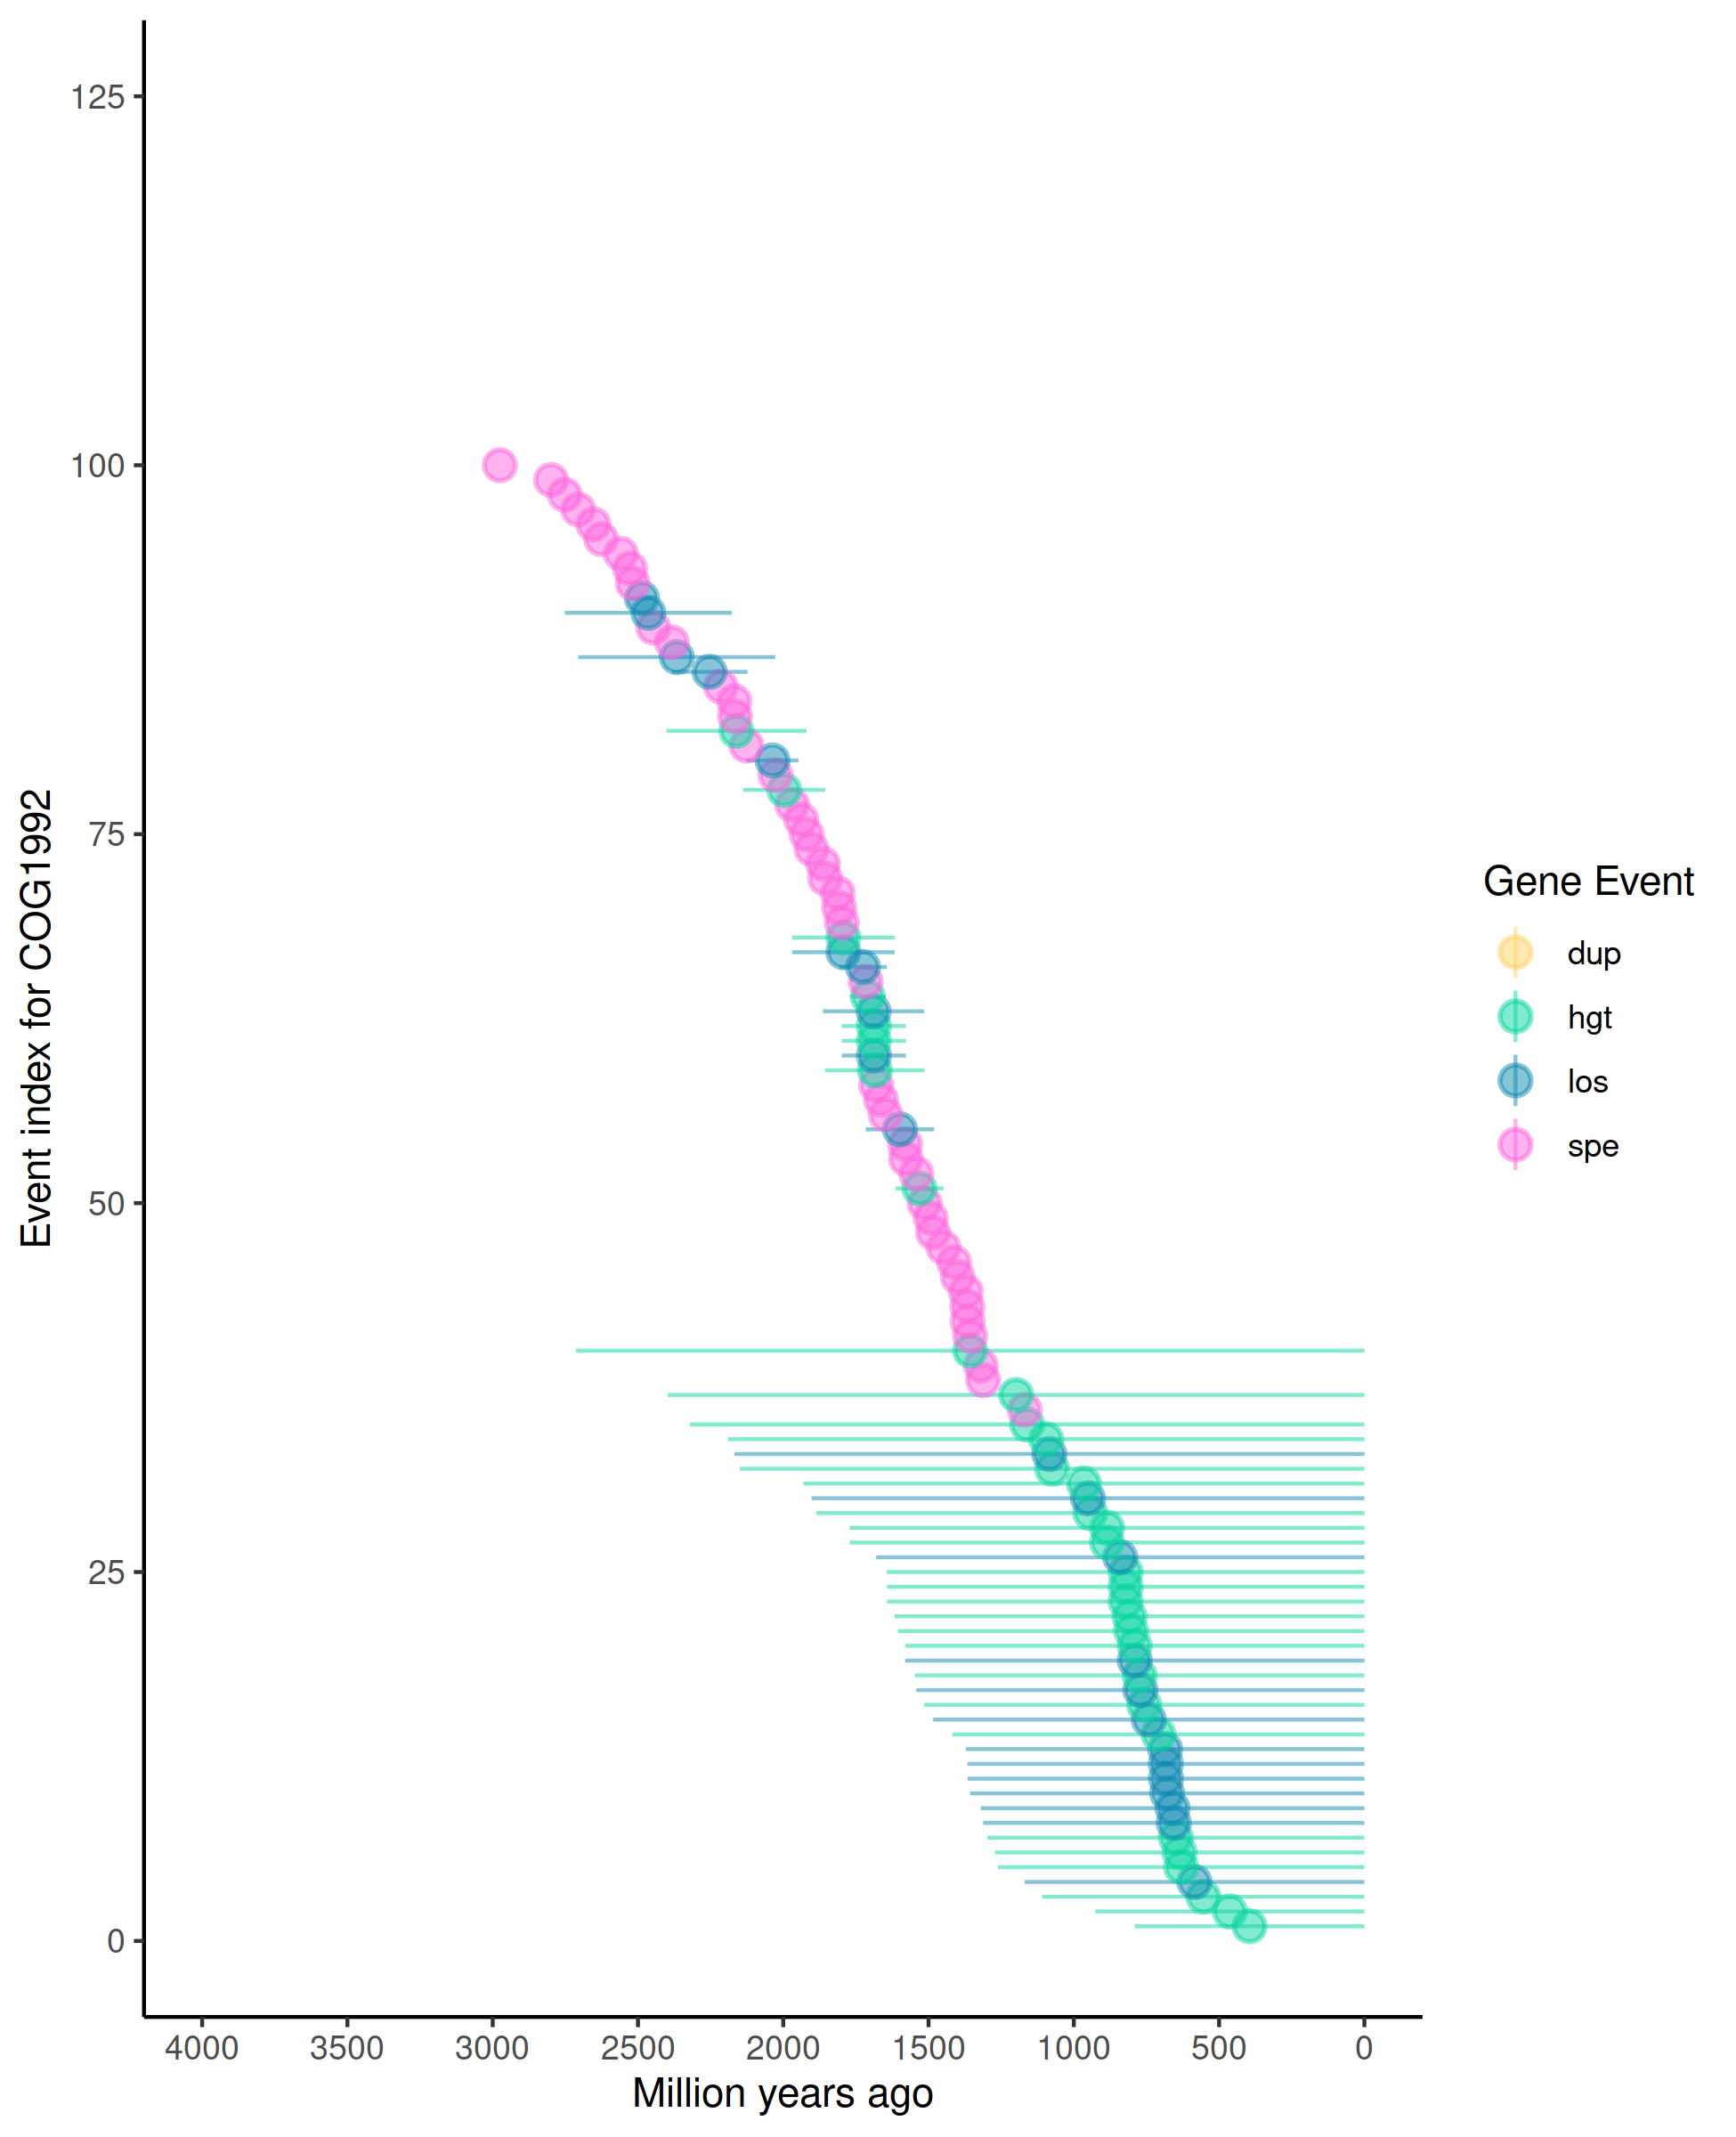 125
100
75
50
25
0
Event index for COG1992
4000 3500 3000 2500 2000 1500 1000 500 0
Million years ago
Gene Event
dup
hgt
los
spe